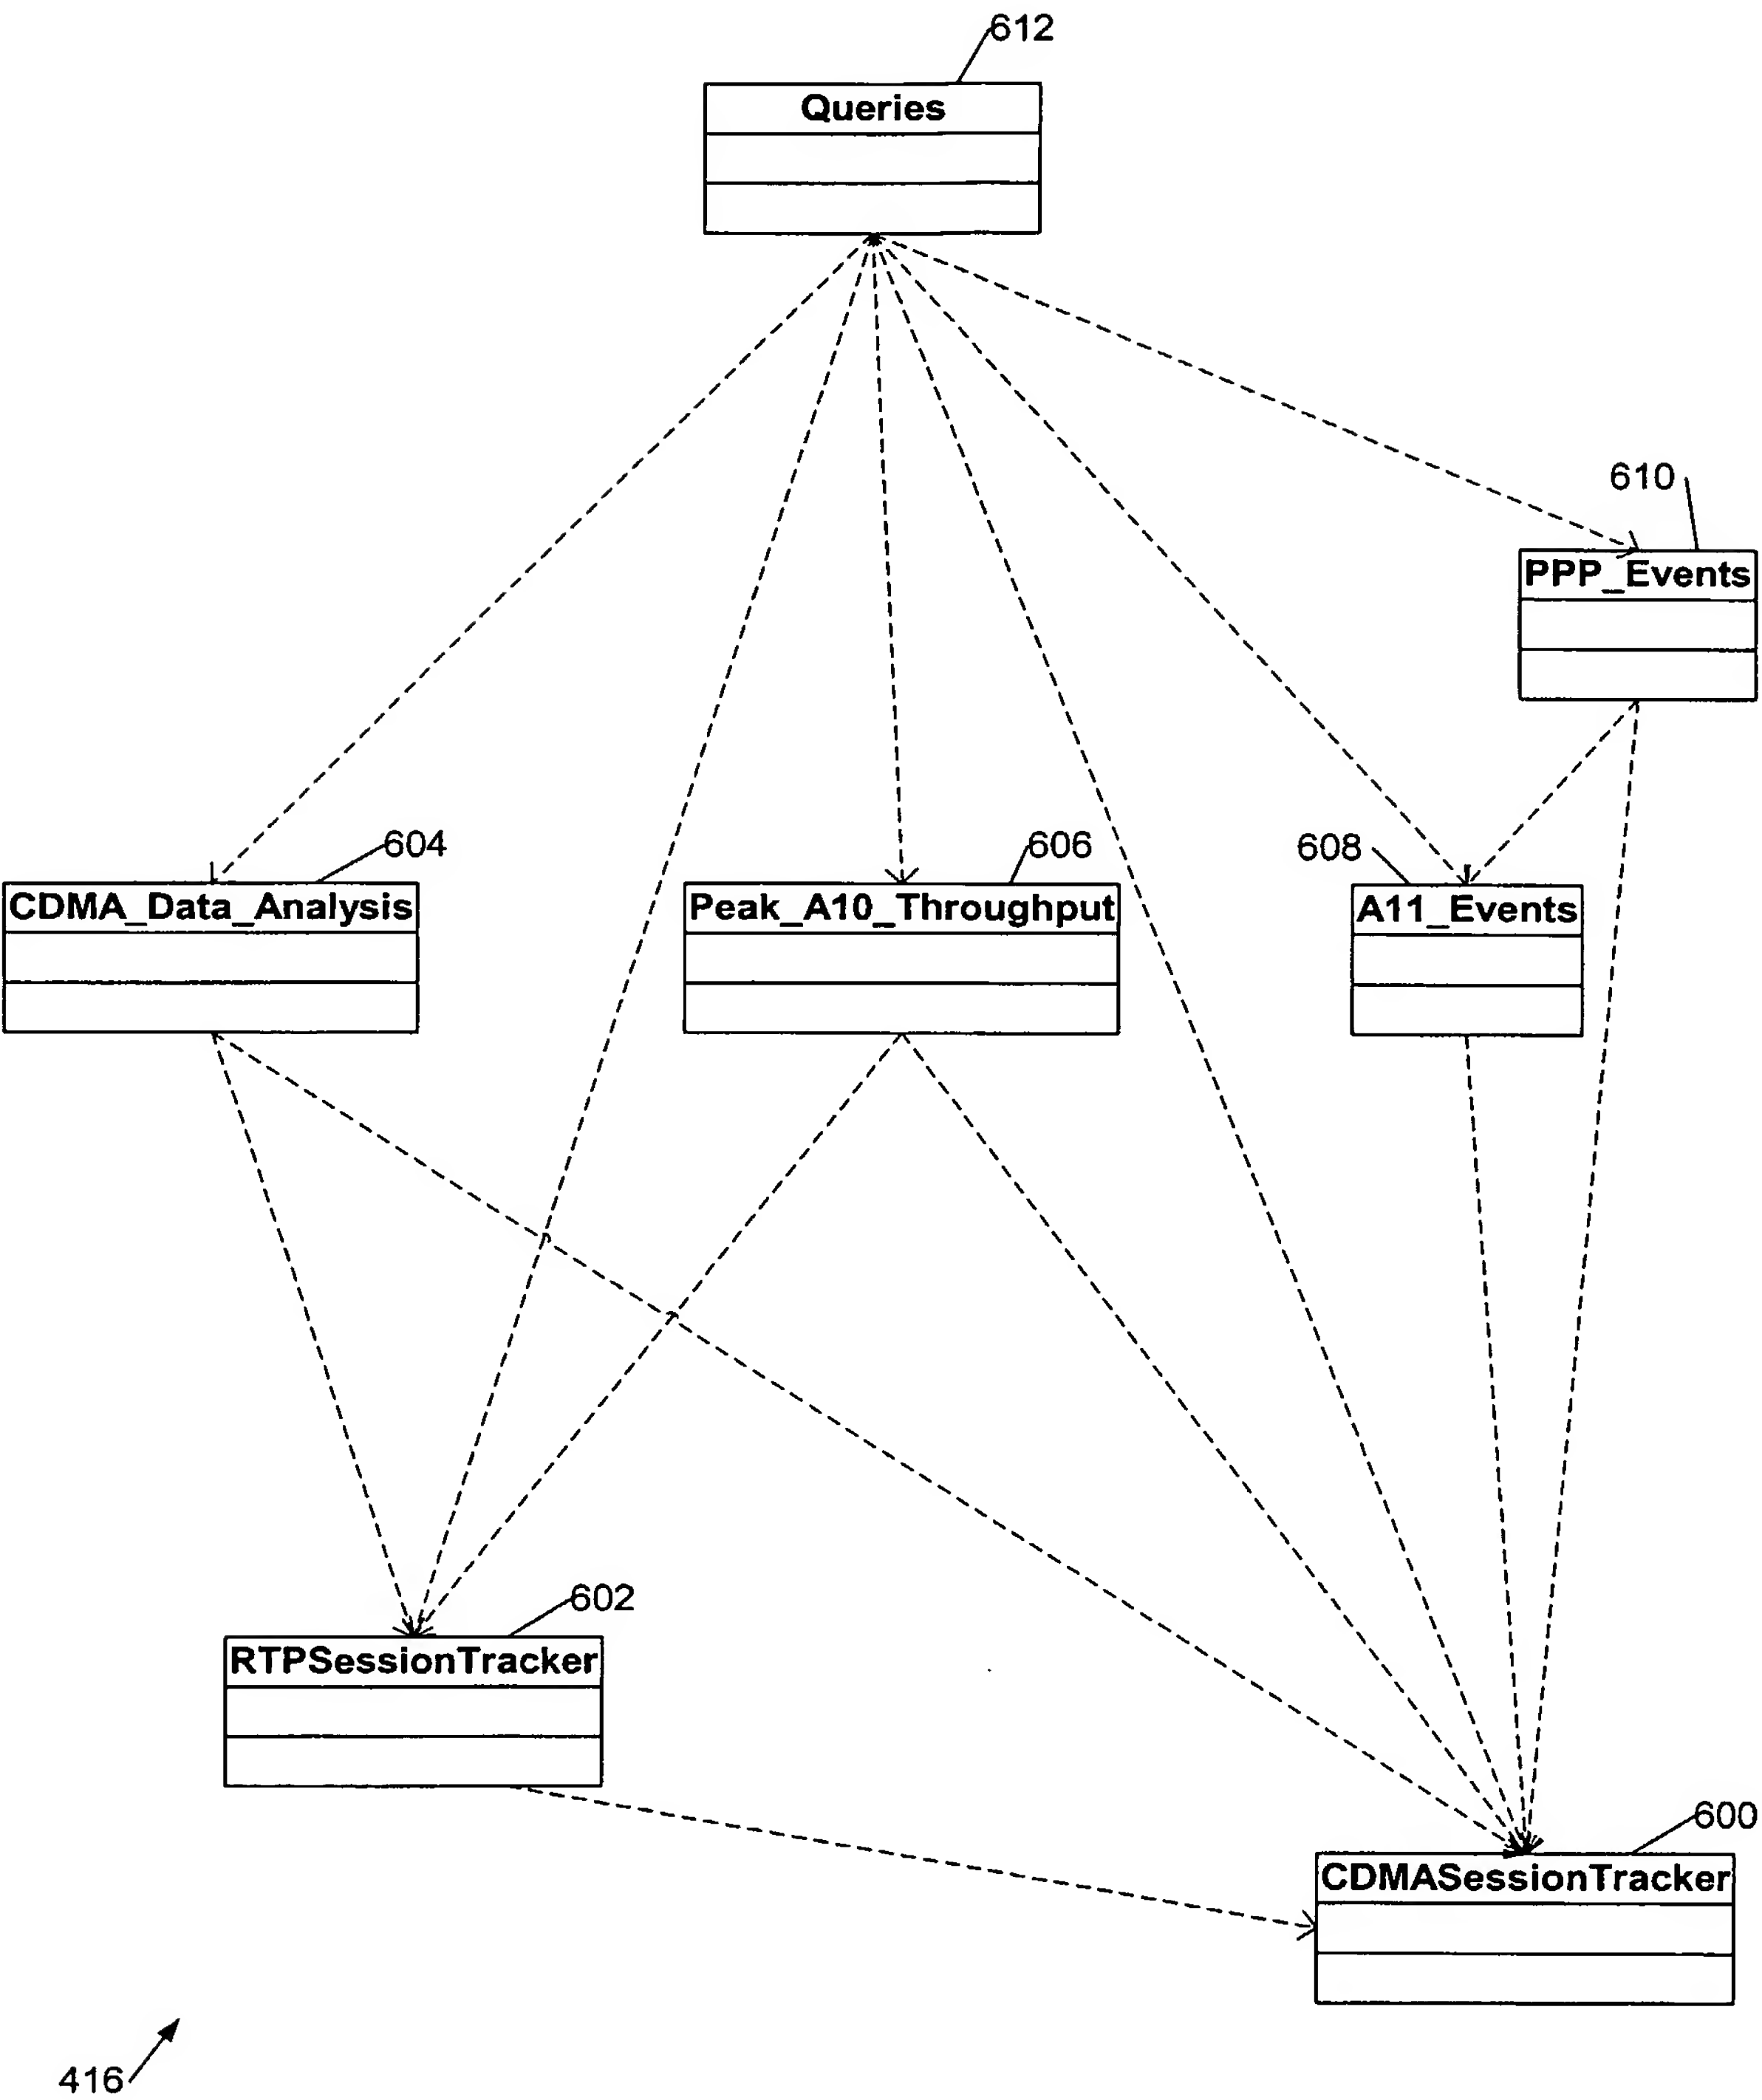 612
Queries
610
PPP_Events
604
606
608
CDMA_Data_Analysis
Peak_A10_Throughput
A11_Events
602
RTPSessionTracker
600
CDMASessionTracker
416